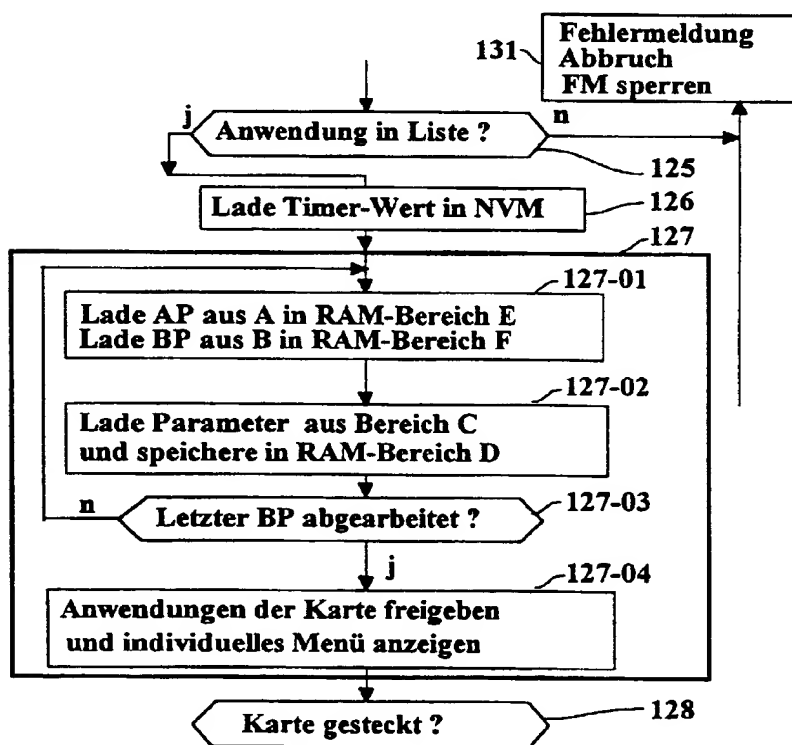 131
Fehlermeldung
Abbruch
FM sperren
j
n
Anwendung in Liste ?
125
Lade Timer-Wert in NVM
126
127
127-01
Lade AP aus A in RAM-Bereich E
Lade BP aus B in RAM-Bereich F
127-02
Lade Parameter aus Bereich C
und speichere in RAM-Bereich D
n
127-03
Letzter BP abgearbeitet ?
j
127-04
Anwendungen der Karte freigeben
und individuelles Menü anzeigen
128
Karte gesteckt ?